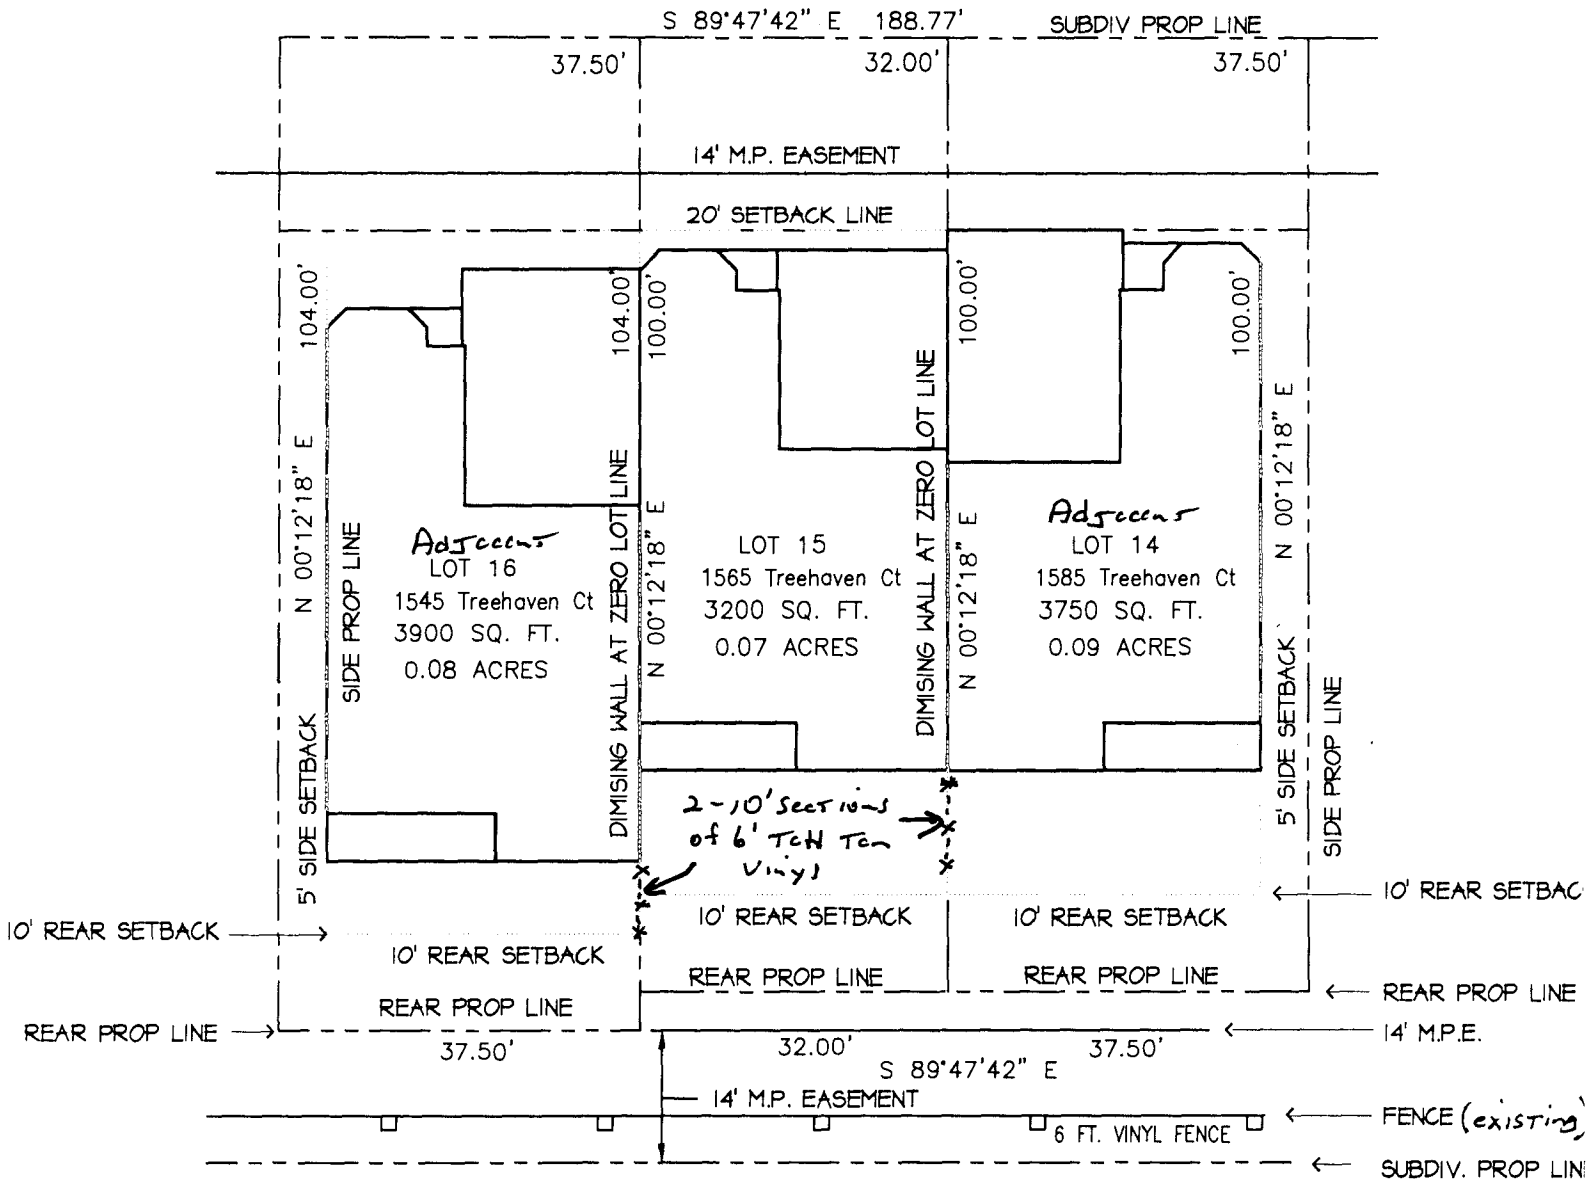 S 89°47'42" E 188.77' SUBDIV PROP LINE
37.50' 32.00' 37.50'
14' M.P. EASEMENT
20' SETBACK LINE
104.00' 104.00' 100.00' 100.00' 100.00'
N 00°12'18" E
SIDE PROP LINE
5' SIDE SETBACK
DIMISING WALL AT ZERO LOT LINE
N 00°12'18" E
DIMISING WALL AT ZERO LOT LINE
N 00°12'18" E
N 00°12'18" E
5' SIDE SETBACK
SIDE PROP LINE
Adjacent
LOT 16
1545 Treehaven Ct
3900 SQ. FT.
0.08 ACRES
LOT 15
1565 Treehaven Ct
3200 SQ. FT.
0.07 ACRES
Adjacent
LOT 14
1585 Treehaven Ct
3750 SQ. FT.
0.09 ACRES
2-10' Sections
of 6' Tan
Vinyl
10' REAR SETBACK
10' REAR SETBACK
10' REAR SETBACK
10' REAR SETBACK
10' REAR SETBAC
REAR PROP LINE
REAR PROP LINE
REAR PROP LINE
REAR PROP LINE
REAR PROP LINE
37.50' 32.00' 37.50'
14' M.P.E.
S 89°47'42" E
14' M.P. EASEMENT
FENCE (existing)
6 FT. VINYL FENCE
SUBDIV. PROP LIN